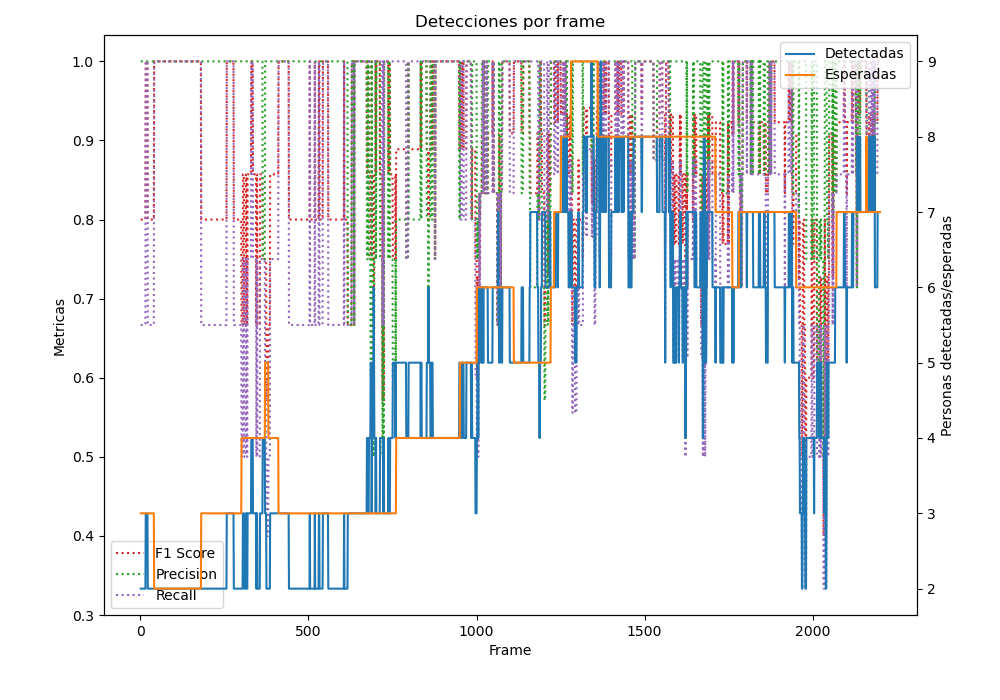 Detecciones por frame
Detectadas
Esperadas
1.0
0.9
0.8
0.7
0.6
0.5
0.4
0.3
Metricas
9
8
7
6
5
4
3
2
Personas detectadas/esperadas
F1 Score
Precision
Recall
0
500
1000
1500
2000
Frame